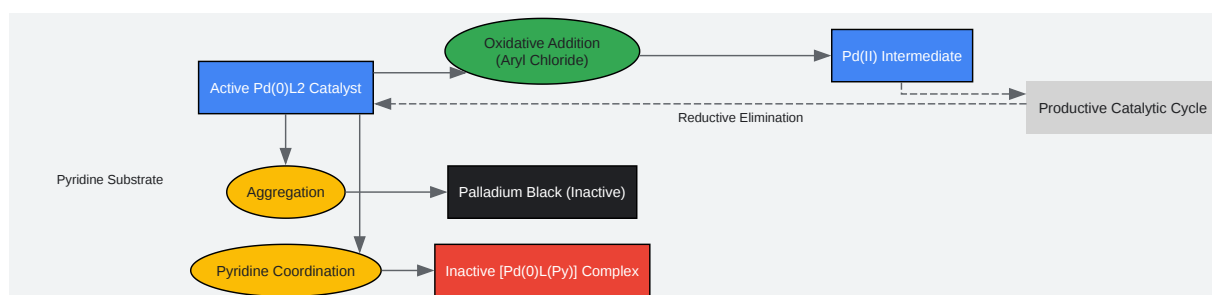 Oxidative Addition
(Aryl Chloride)
Pd(II) Intermediate
Active Pd(0)L2 Catalyst
Productive Catalytic Cycle
Reductive Elimination
Pyridine Substrate
Aggregation
Palladium Black (Inactive)
Pyridine Coordination
Inactive [Pd(0)L(Py)] Complex